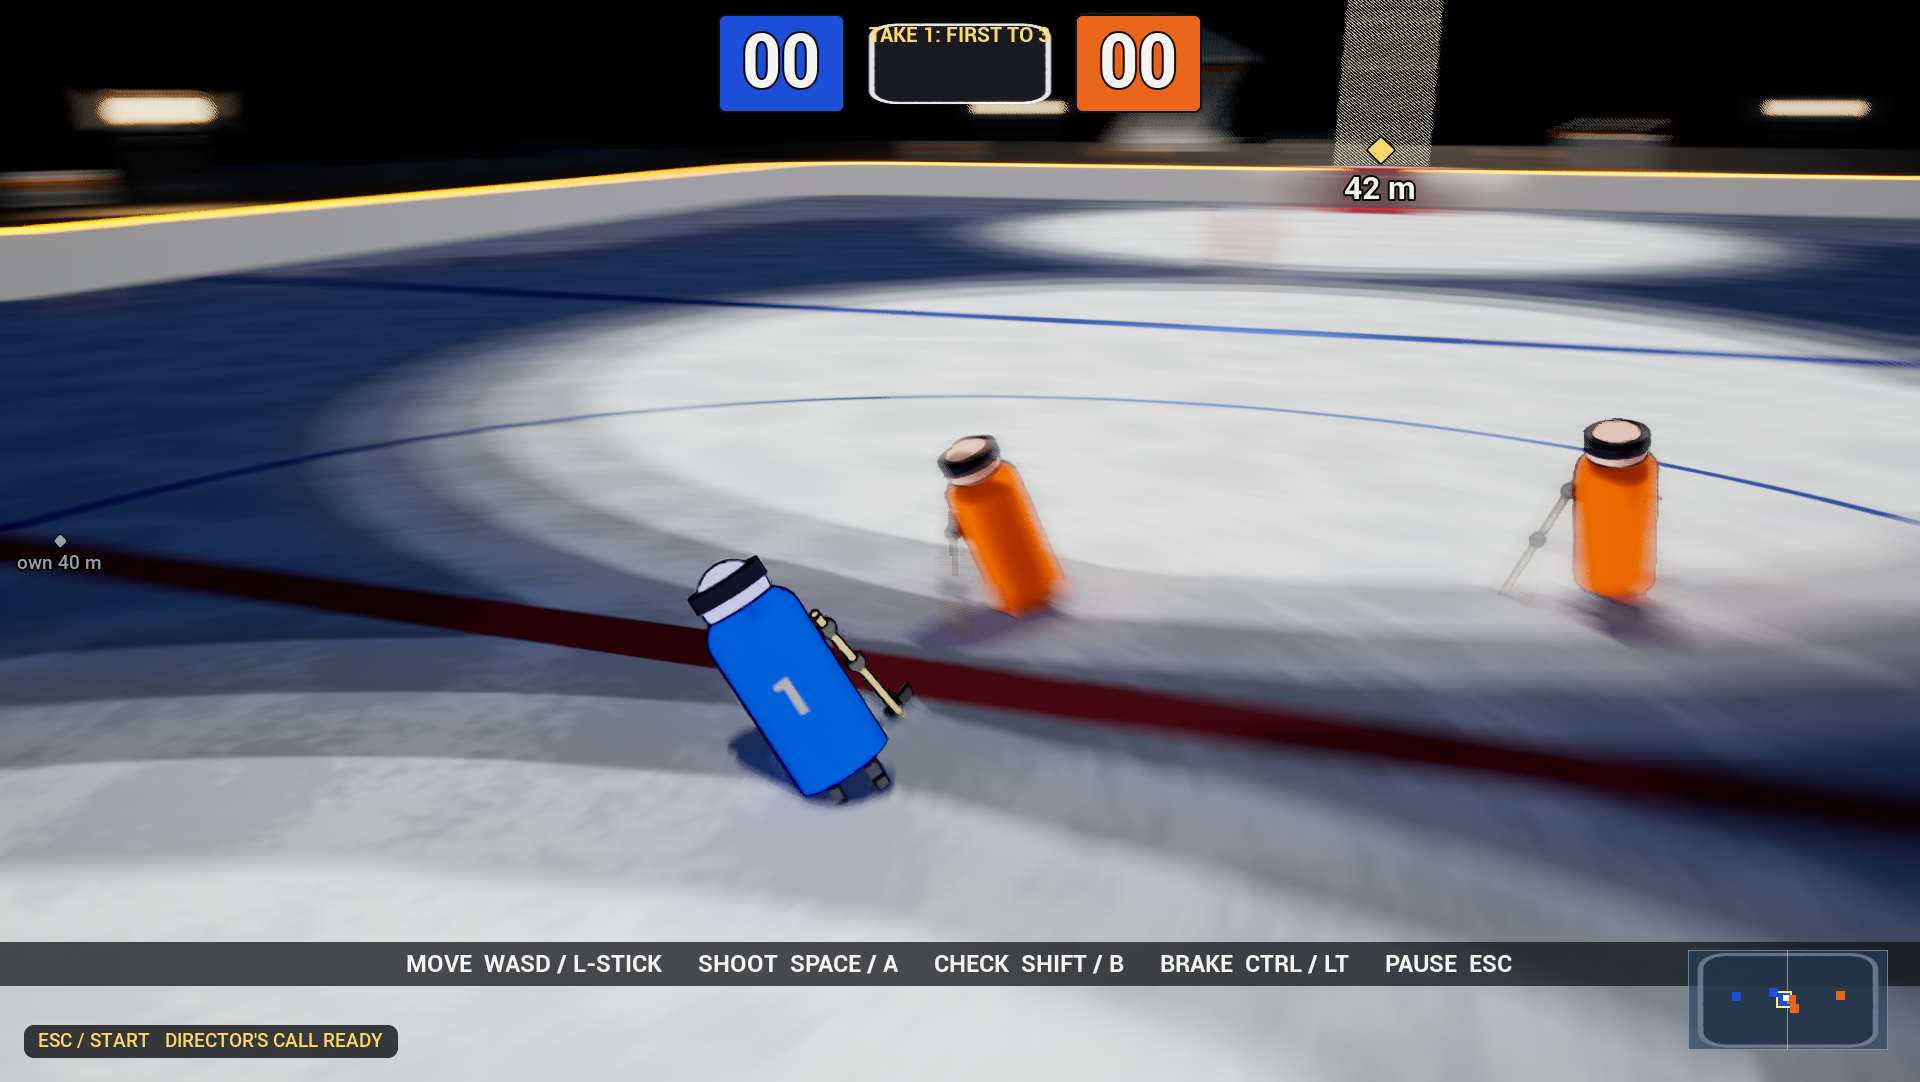 00
TAKE 1: FIRST TO 3
00
42 m
own 40 m
1
MOVE WASD / L-STICK SHOOT SPACE / A CHECK SHIFT / B BRAKE CTRL / LT PAUSE ESC
ESC / START DIRECTOR'S CALL READY